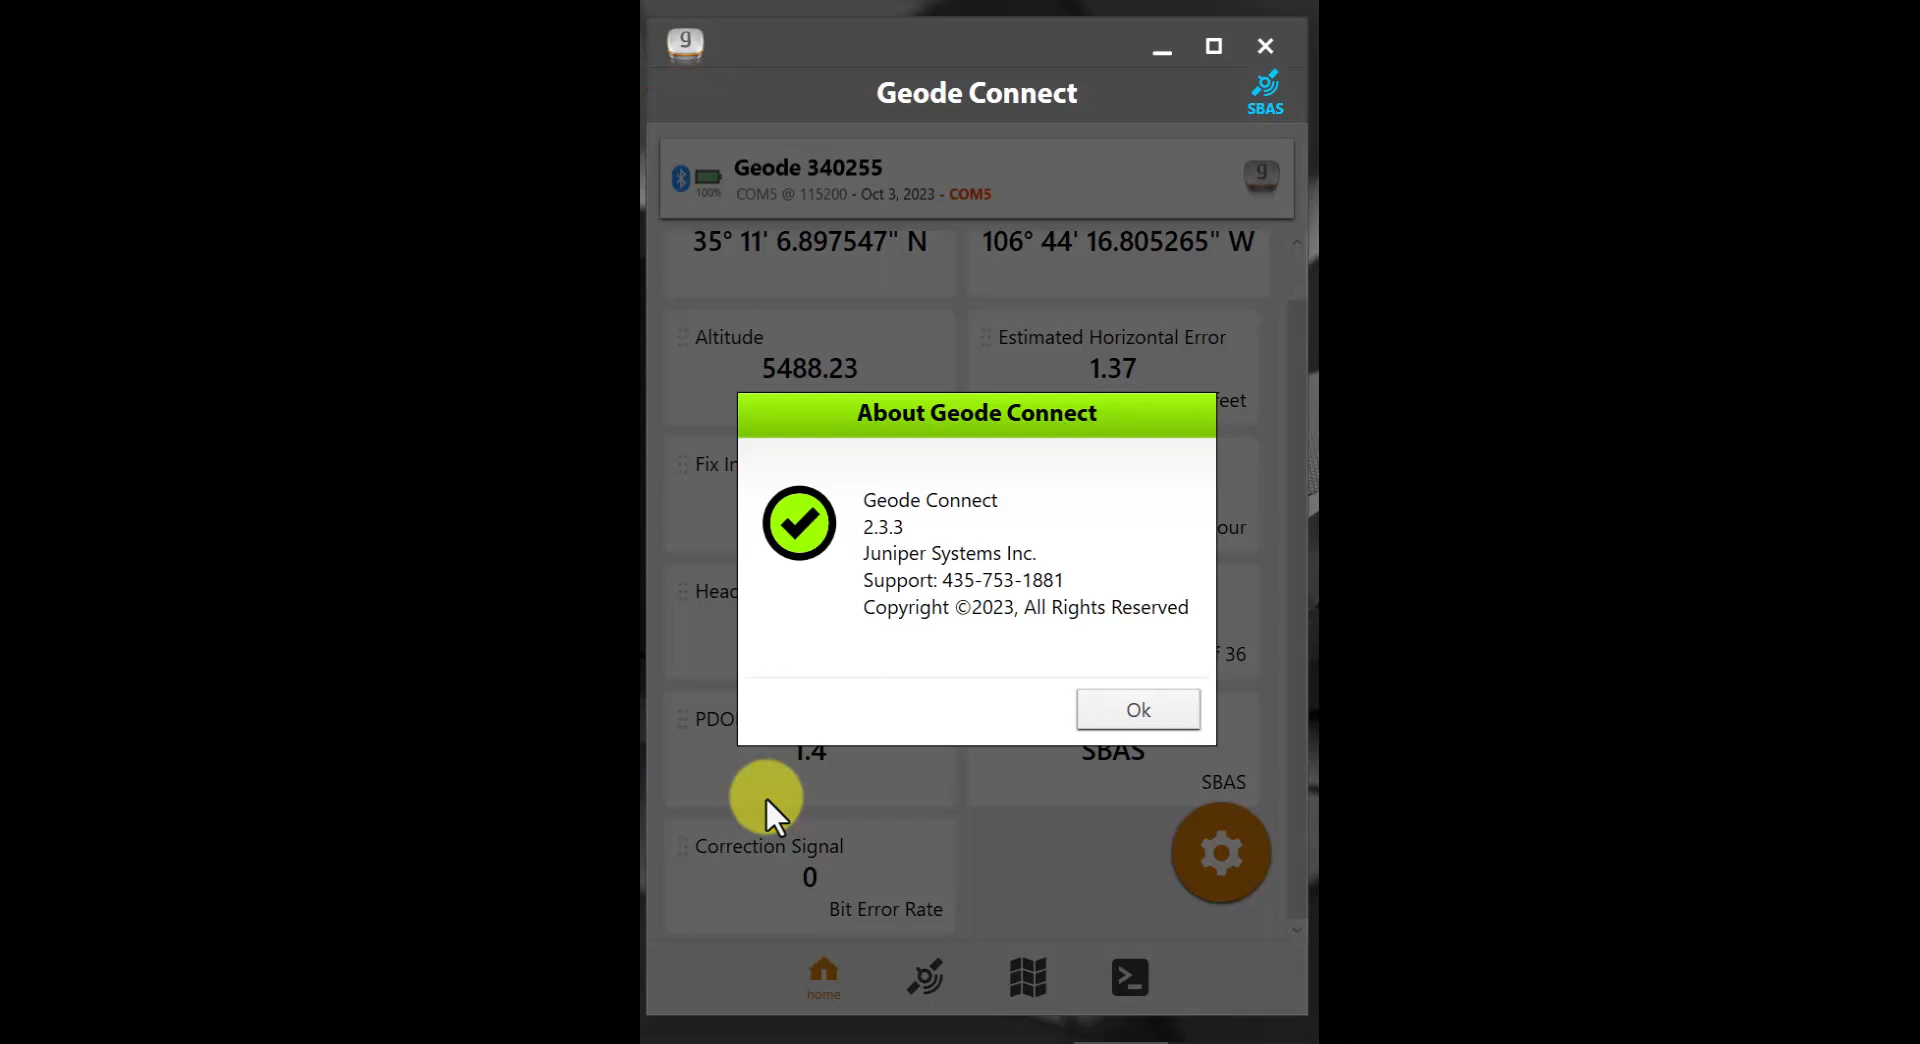 g
Geode Connect
SBAS
Geode 340255
g
100%
COM5 @ 115200 - Oct 3, 2023 - COM5
35° 11' 6.897547" N
106° 44' 16.805265" W
Altitude
5488.23
Estimated Horizontal Error
1.37
feet
About Geode Connect
Fix
Geode Connect
2.3.3
our
Juniper Systems Inc.
Support: 435-753-1881
Head
Copyright ©2023, All Rights Reserved
36
Ok
PDO
1.4
SBAS
SBAS
Correction Signal
0
Bit Error Rate
home